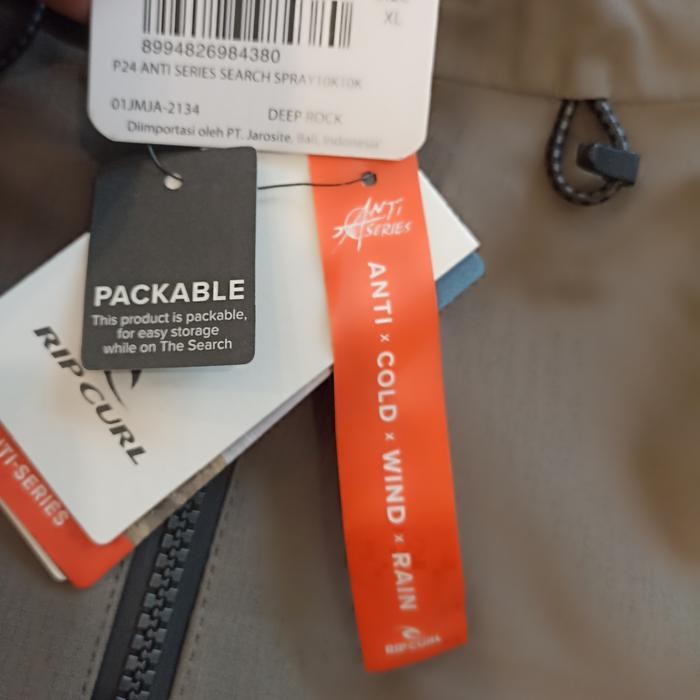 XL
8994826984380
P24 ANTI SERIES SEARCH SPRAY10K10K
01JMJA-2134 DEEP ROCK
Diimportasi oleh PT. Jarosite, Bali, Indonesia
PACKABLE
This product is packable,
for easy storage
while on The Search
RIP CURL
TI-SERIES
ANTI
SERIES
ANTI x COLD x WIND x RAIN
RIP CURL